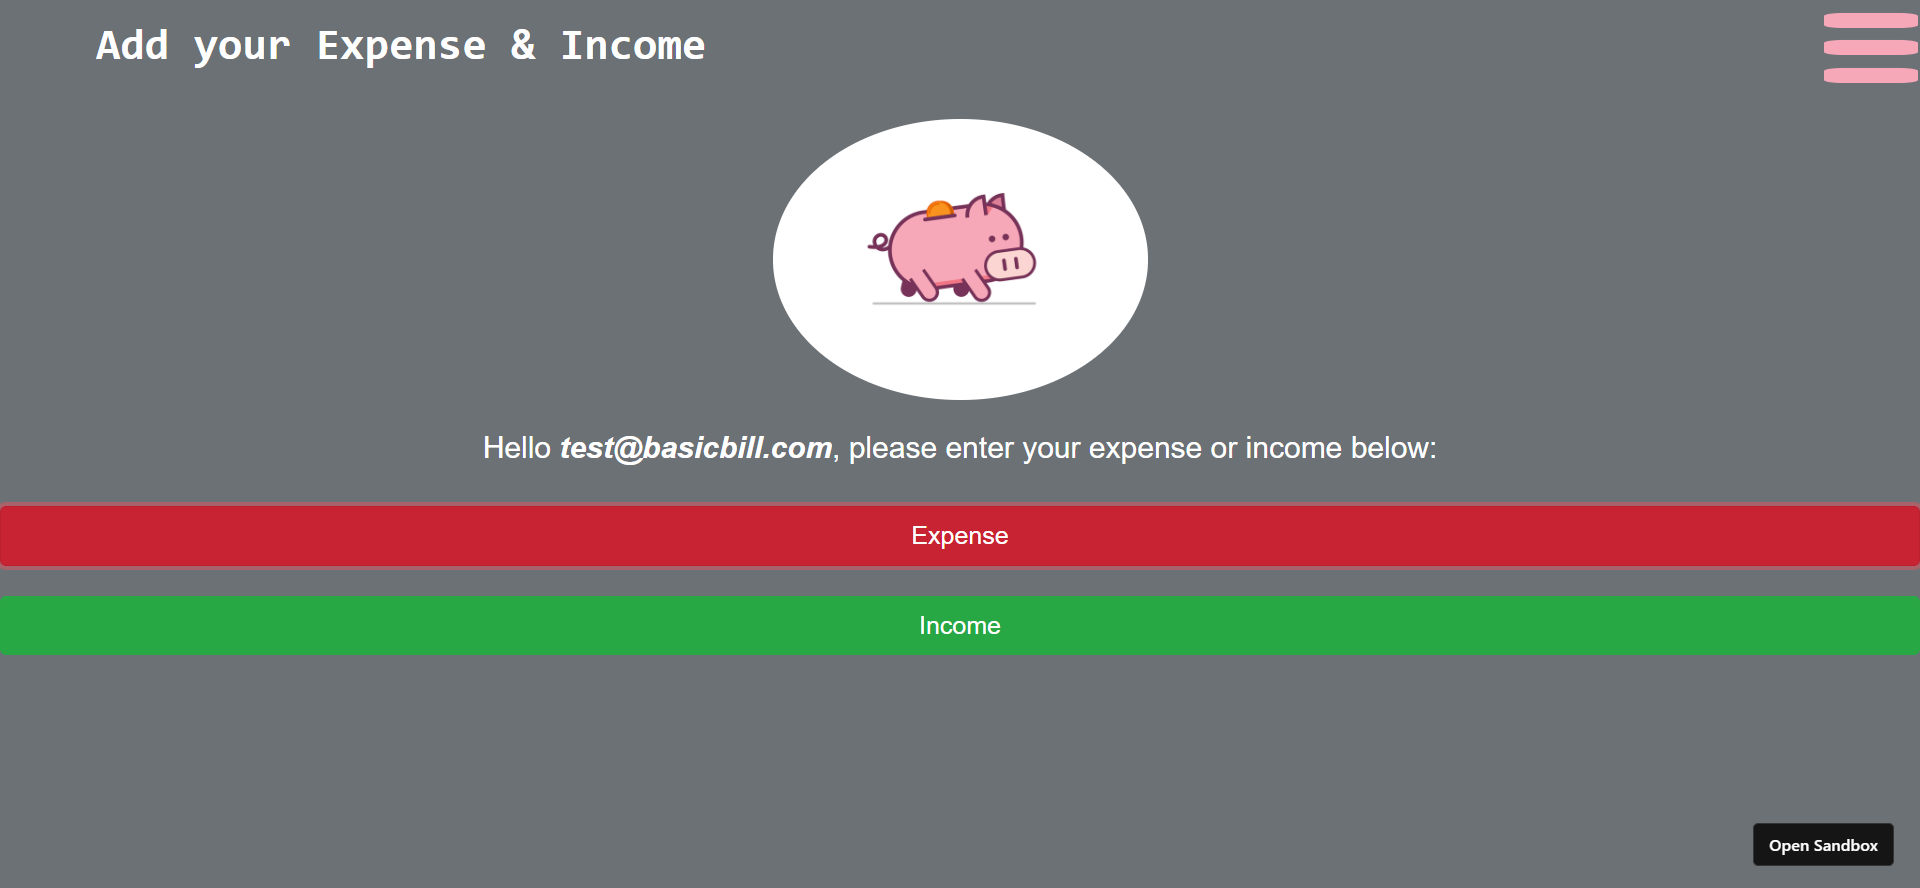 Add your Expense & Income
Hello test@basicbill.com, please enter your expense or income below:
Expense
Income
Open Sandbox